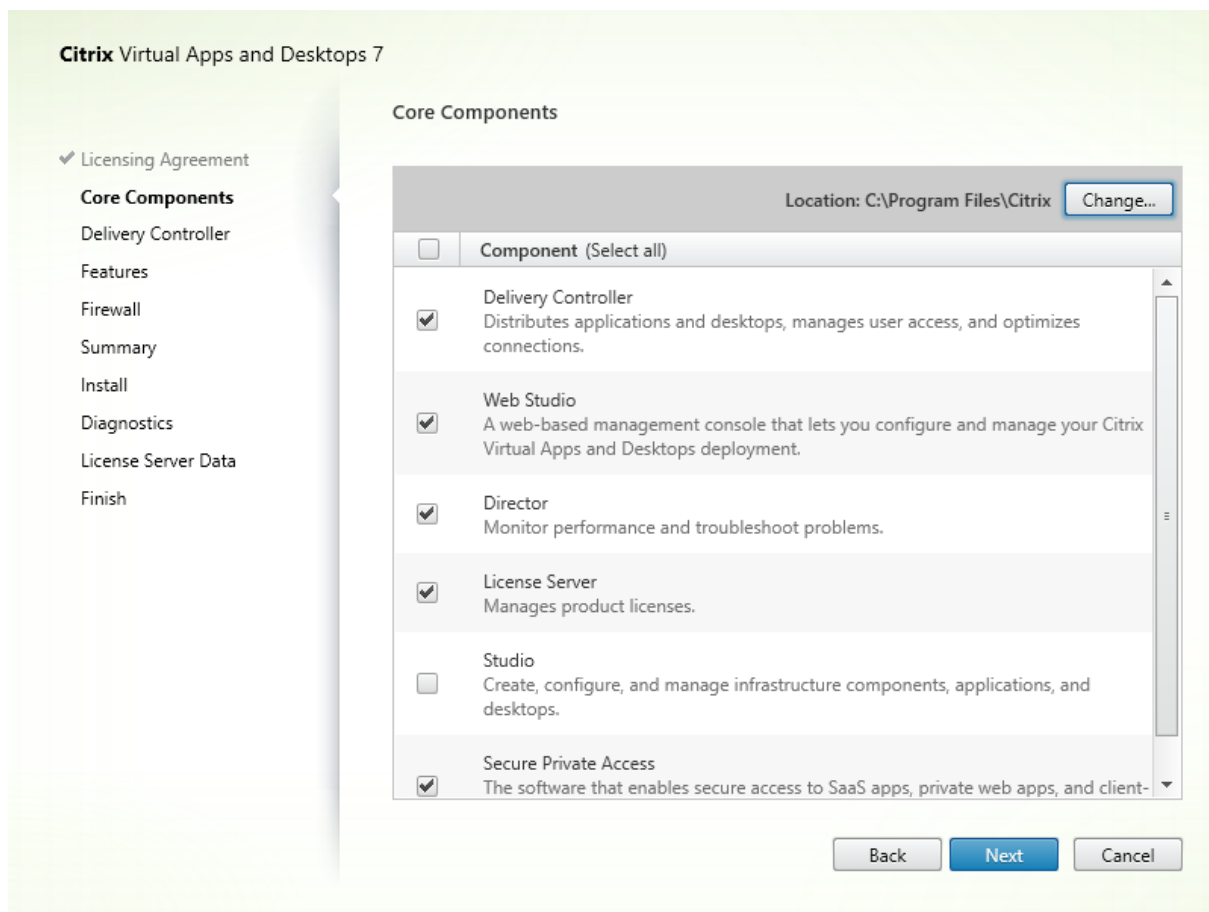 Citrix Virtual Apps and Desktops 7
Licensing Agreement
Core Components
Delivery Controller
Features
Firewall
Summary
Install
Diagnostics
License Server Data
Finish
Core Components
Location: C:\Program Files\Citrix
Change...
Component (Select all)
Delivery Controller
Distributes applications and desktops, manages user access, and optimizes
connections.
Web Studio
A web-based management console that lets you configure and manage your Citrix
Virtual Apps and Desktops deployment.
Director
Monitor performance and troubleshoot problems.
License Server
Manages product licenses.
Studio
Create, configure, and manage infrastructure components, applications, and
desktops.
Secure Private Access
The software that enables secure access to SaaS apps, private web apps, and client-
Back
Next
Cancel